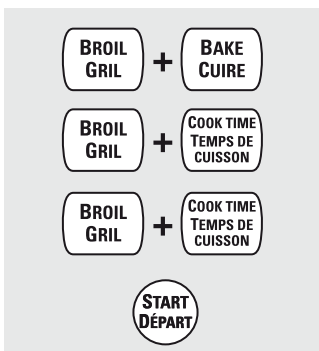 BROIL GRIL + BAKE CUIRE
BROIL GRIL + COOK TIME TEMPS DE CUISSON
BROIL GRIL + COOK TIME TEMPS DE CUISSON
START
DÉPART